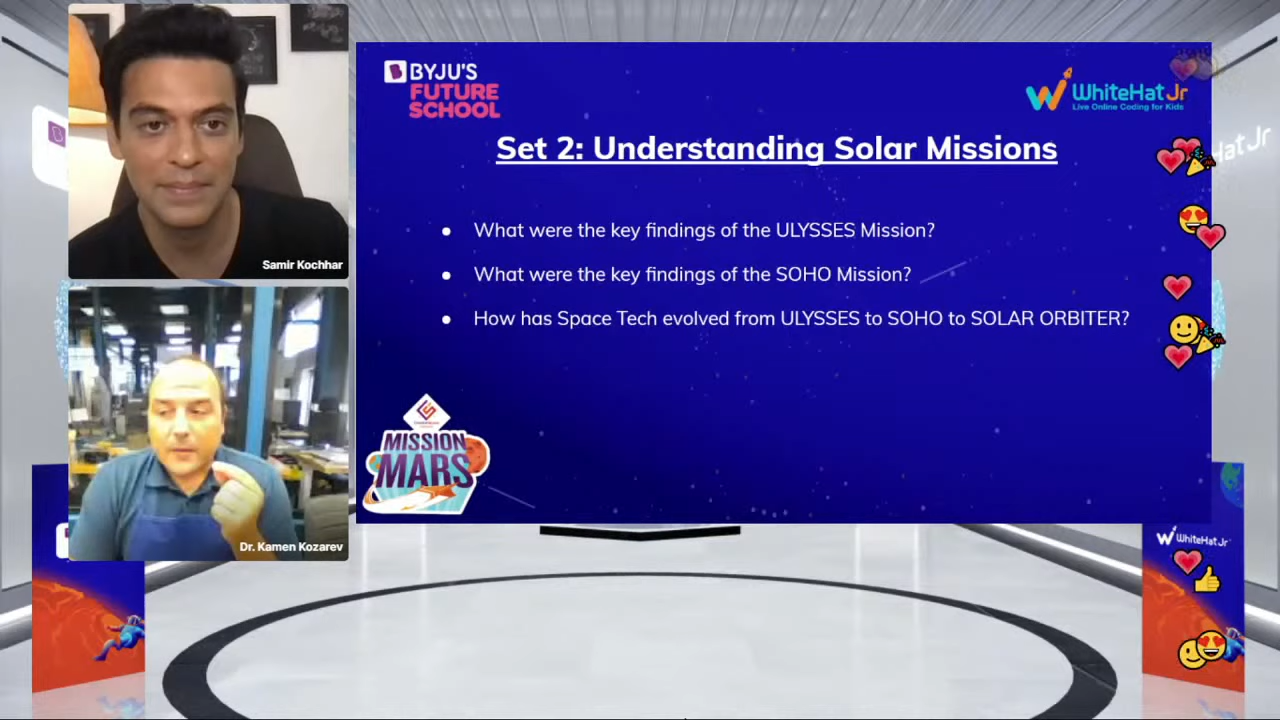 BYJU'S
FUTURE
SCHOOL
WhiteHat Jr
Live Online Coding for Kids
Set 2: Understanding Solar Missions
What were the key findings of the ULYSSES Mission?
What were the key findings of the SOHO Mission?
How has Space Tech evolved from ULYSSES to SOHO to SOLAR ORBITER?
MISSION
MARS
Samir Kochhar
Dr. Kamen Kozarev
Hat Jr
WhiteHat Jr